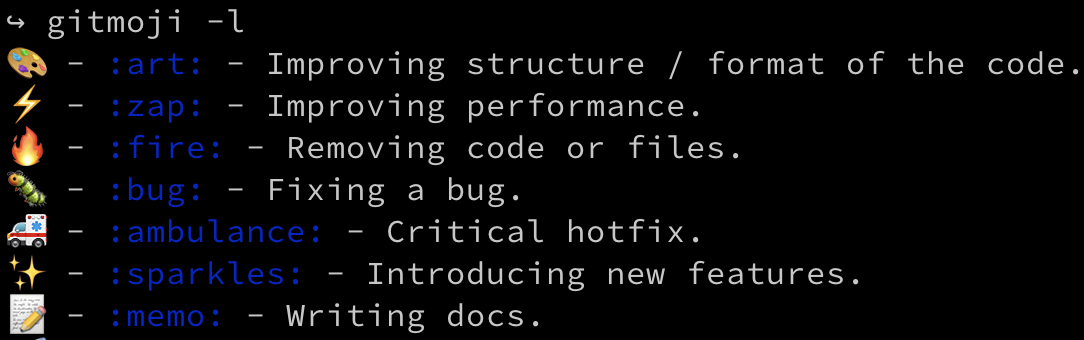 ↪ gitmoji -l
🎨 - :art: - Improving structure / format of the code.
⚡ - :zap: - Improving performance.
🔥 - :fire: - Removing code or files.
🐛 - :bug: - Fixing a bug.
🚑 - :ambulance: - Critical hotfix.
✨ - :sparkles: - Introducing new features.
📝 - :memo: - Writing docs.